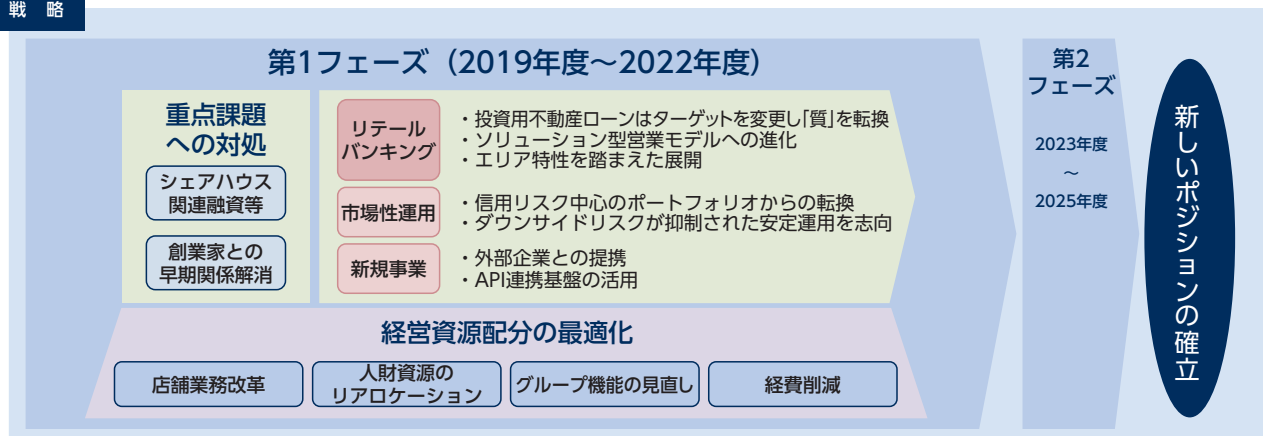 戦 略
第1フェーズ（2019年度～2022年度）
重点課題
への対処
シェアハウス
関連融資等
創業家との
早期関係解消
リテール
バンキング
・投資用不動産ローンはターゲットを変更し「質」を転換
・ソリューション型営業モデルへの進化
・エリア特性を踏まえた展開
市場性運用
・信用リスク中心のポートフォリオからの転換
・ダウンサイドリスクが抑制された安定運用を志向
新規事業
・外部企業との提携
・API連携基盤の活用
経営資源配分の最適化
店舗業務改革
人財資源の
リアロケーション
グループ機能の見直し
経費削減
第2
フェーズ
2023年度
～
2025年度
新しいポジションの確立